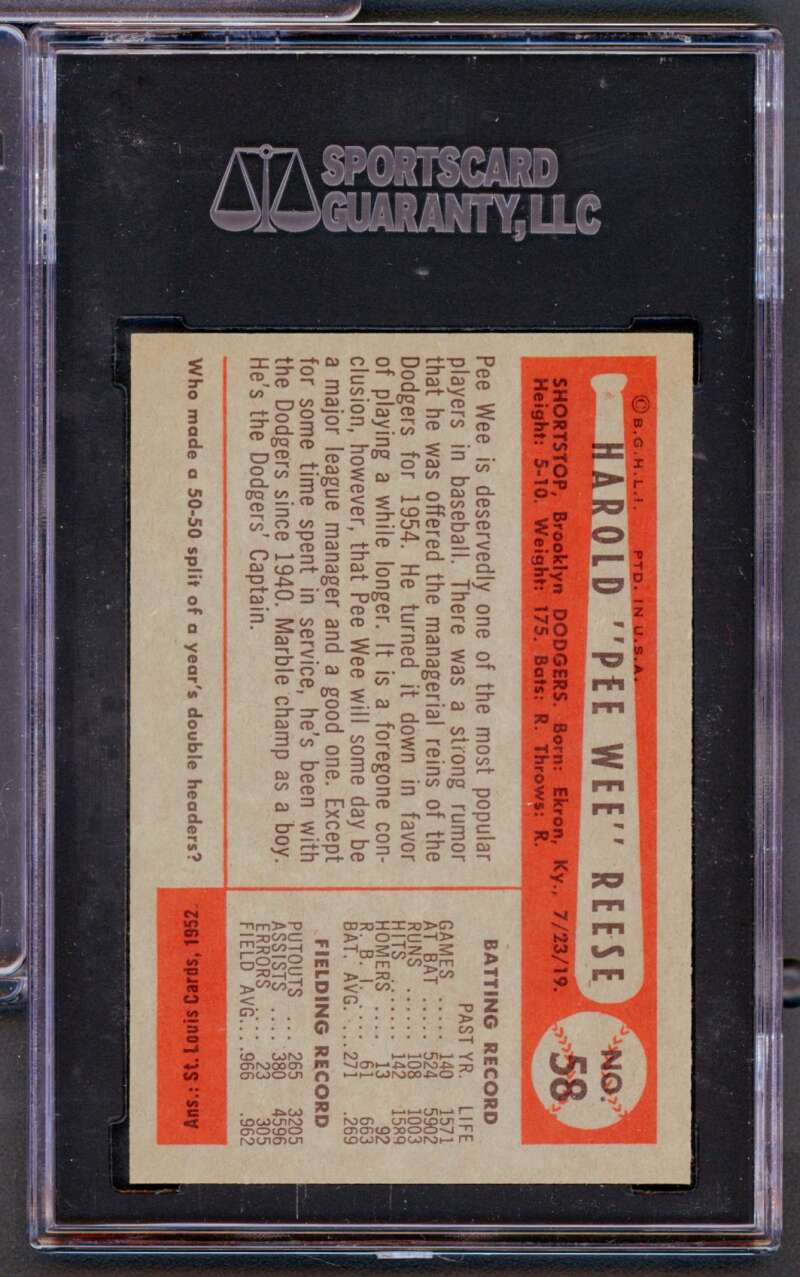 SPORTSCARD
GUARANTY, LLC
© B.G.H.L.I. PTD. IN U.S.A.
HAROLD "PEE WEE" REESE
NO.
58
SHORTSTOP, Brooklyn DODGERS. Born: Ekron, Ky., 7/23/19.
Height: 5-10. Weight: 175. Bats: R. Throws: R.
Pee Wee is deservedly one of the most popular
players in baseball. There was a strong rumor
that he was offered the managerial reins of the
Dodgers for 1954. He turned it down in favor
of playing a while longer. It is a foregone con-
clusion, however, that Pee Wee will some day be
a major league manager and a good one. Except
for some time spent in service, he's been with
the Dodgers since 1940. Marble champ as a boy.
He's the Dodgers' Captain.
BATTING RECORD
PAST YR. LIFE
GAMES ..... 140 1571
AT BAT ..... 524 5902
RUNS ...... 108 1003
HITS ...... 142 1589
HOMERS .... 13 92
R. B. I. .... 61 663
BAT. AVG. ... .271 .269
FIELDING RECORD
PUTOUTS ... 265 3205
ASSISTS .... 380 4596
ERRORS .... 23 305
FIELD AVG... .966 .962
Who made a 50-50 split of a year's double headers?
Ans.: St. Louis Cards, 1952.